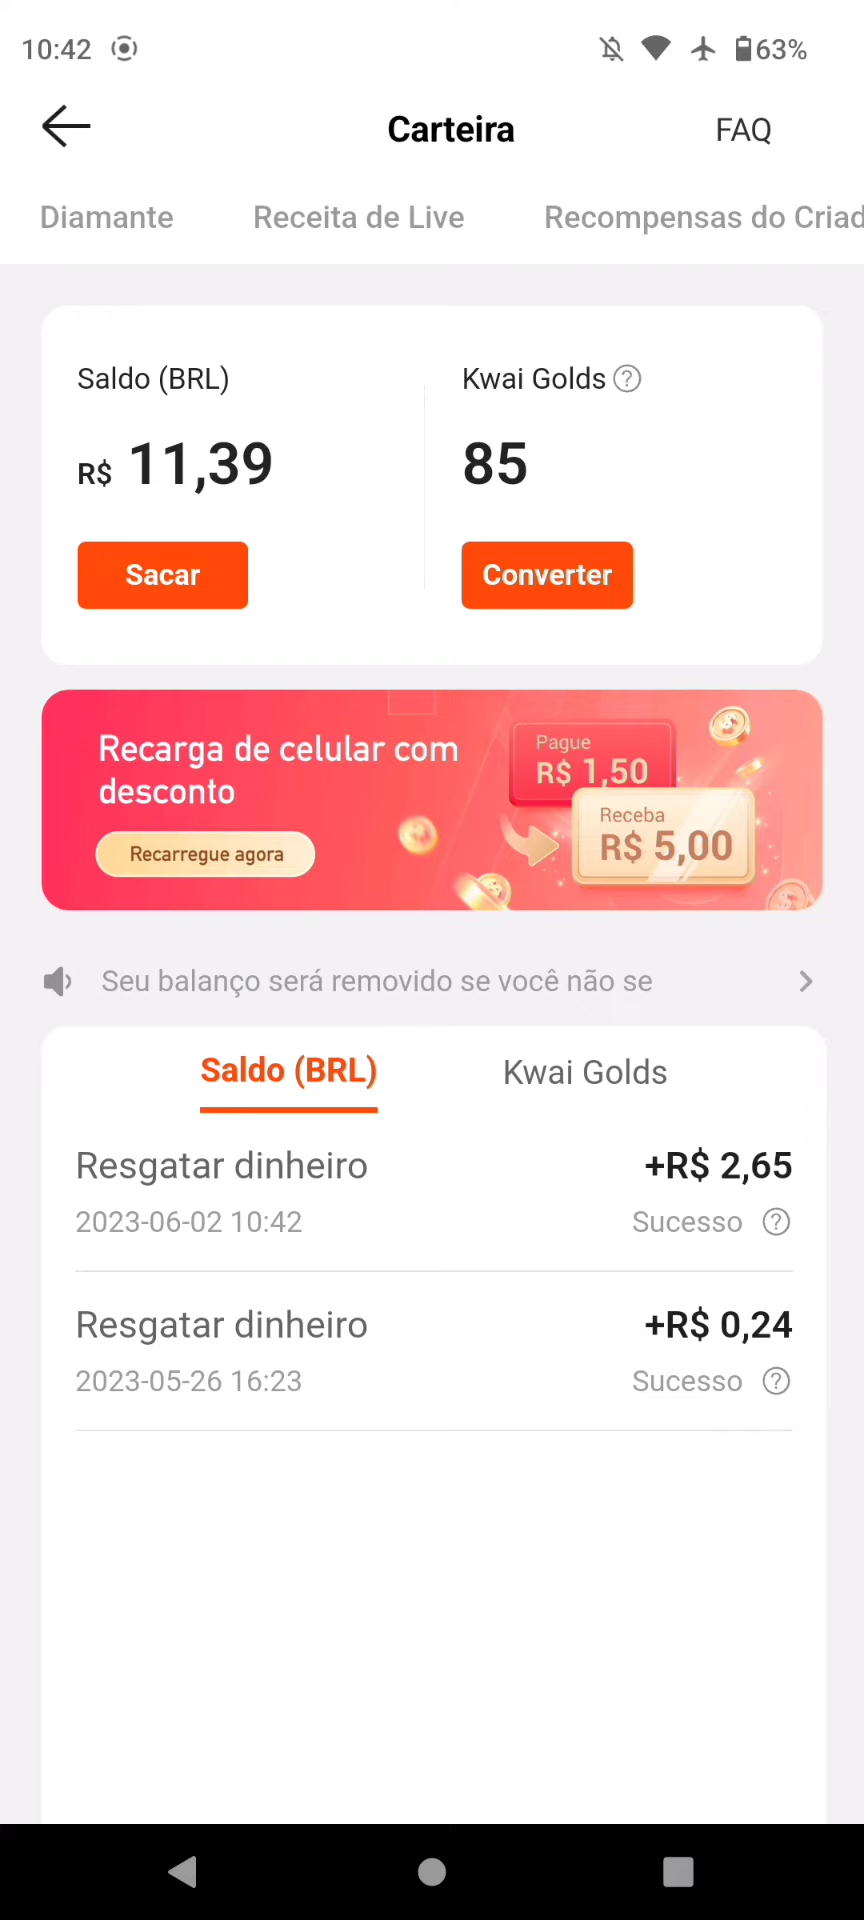 10:42
63%
Carteira
FAQ
Diamante
Receita de Live
Recompensas do Criad
Saldo (BRL)
Kwai Golds ?
R$ 11,39
85
Sacar
Converter
Recarga de celular com
desconto
Recarregue agora
Pague
R$ 1,50
Receba
R$ 5,00
Seu balanço será removido se você não se
Saldo (BRL)
Kwai Golds
Resgatar dinheiro
+R$ 2,65
2023-06-02 10:42
Sucesso ?
Resgatar dinheiro
+R$ 0,24
2023-05-26 16:23
Sucesso ?